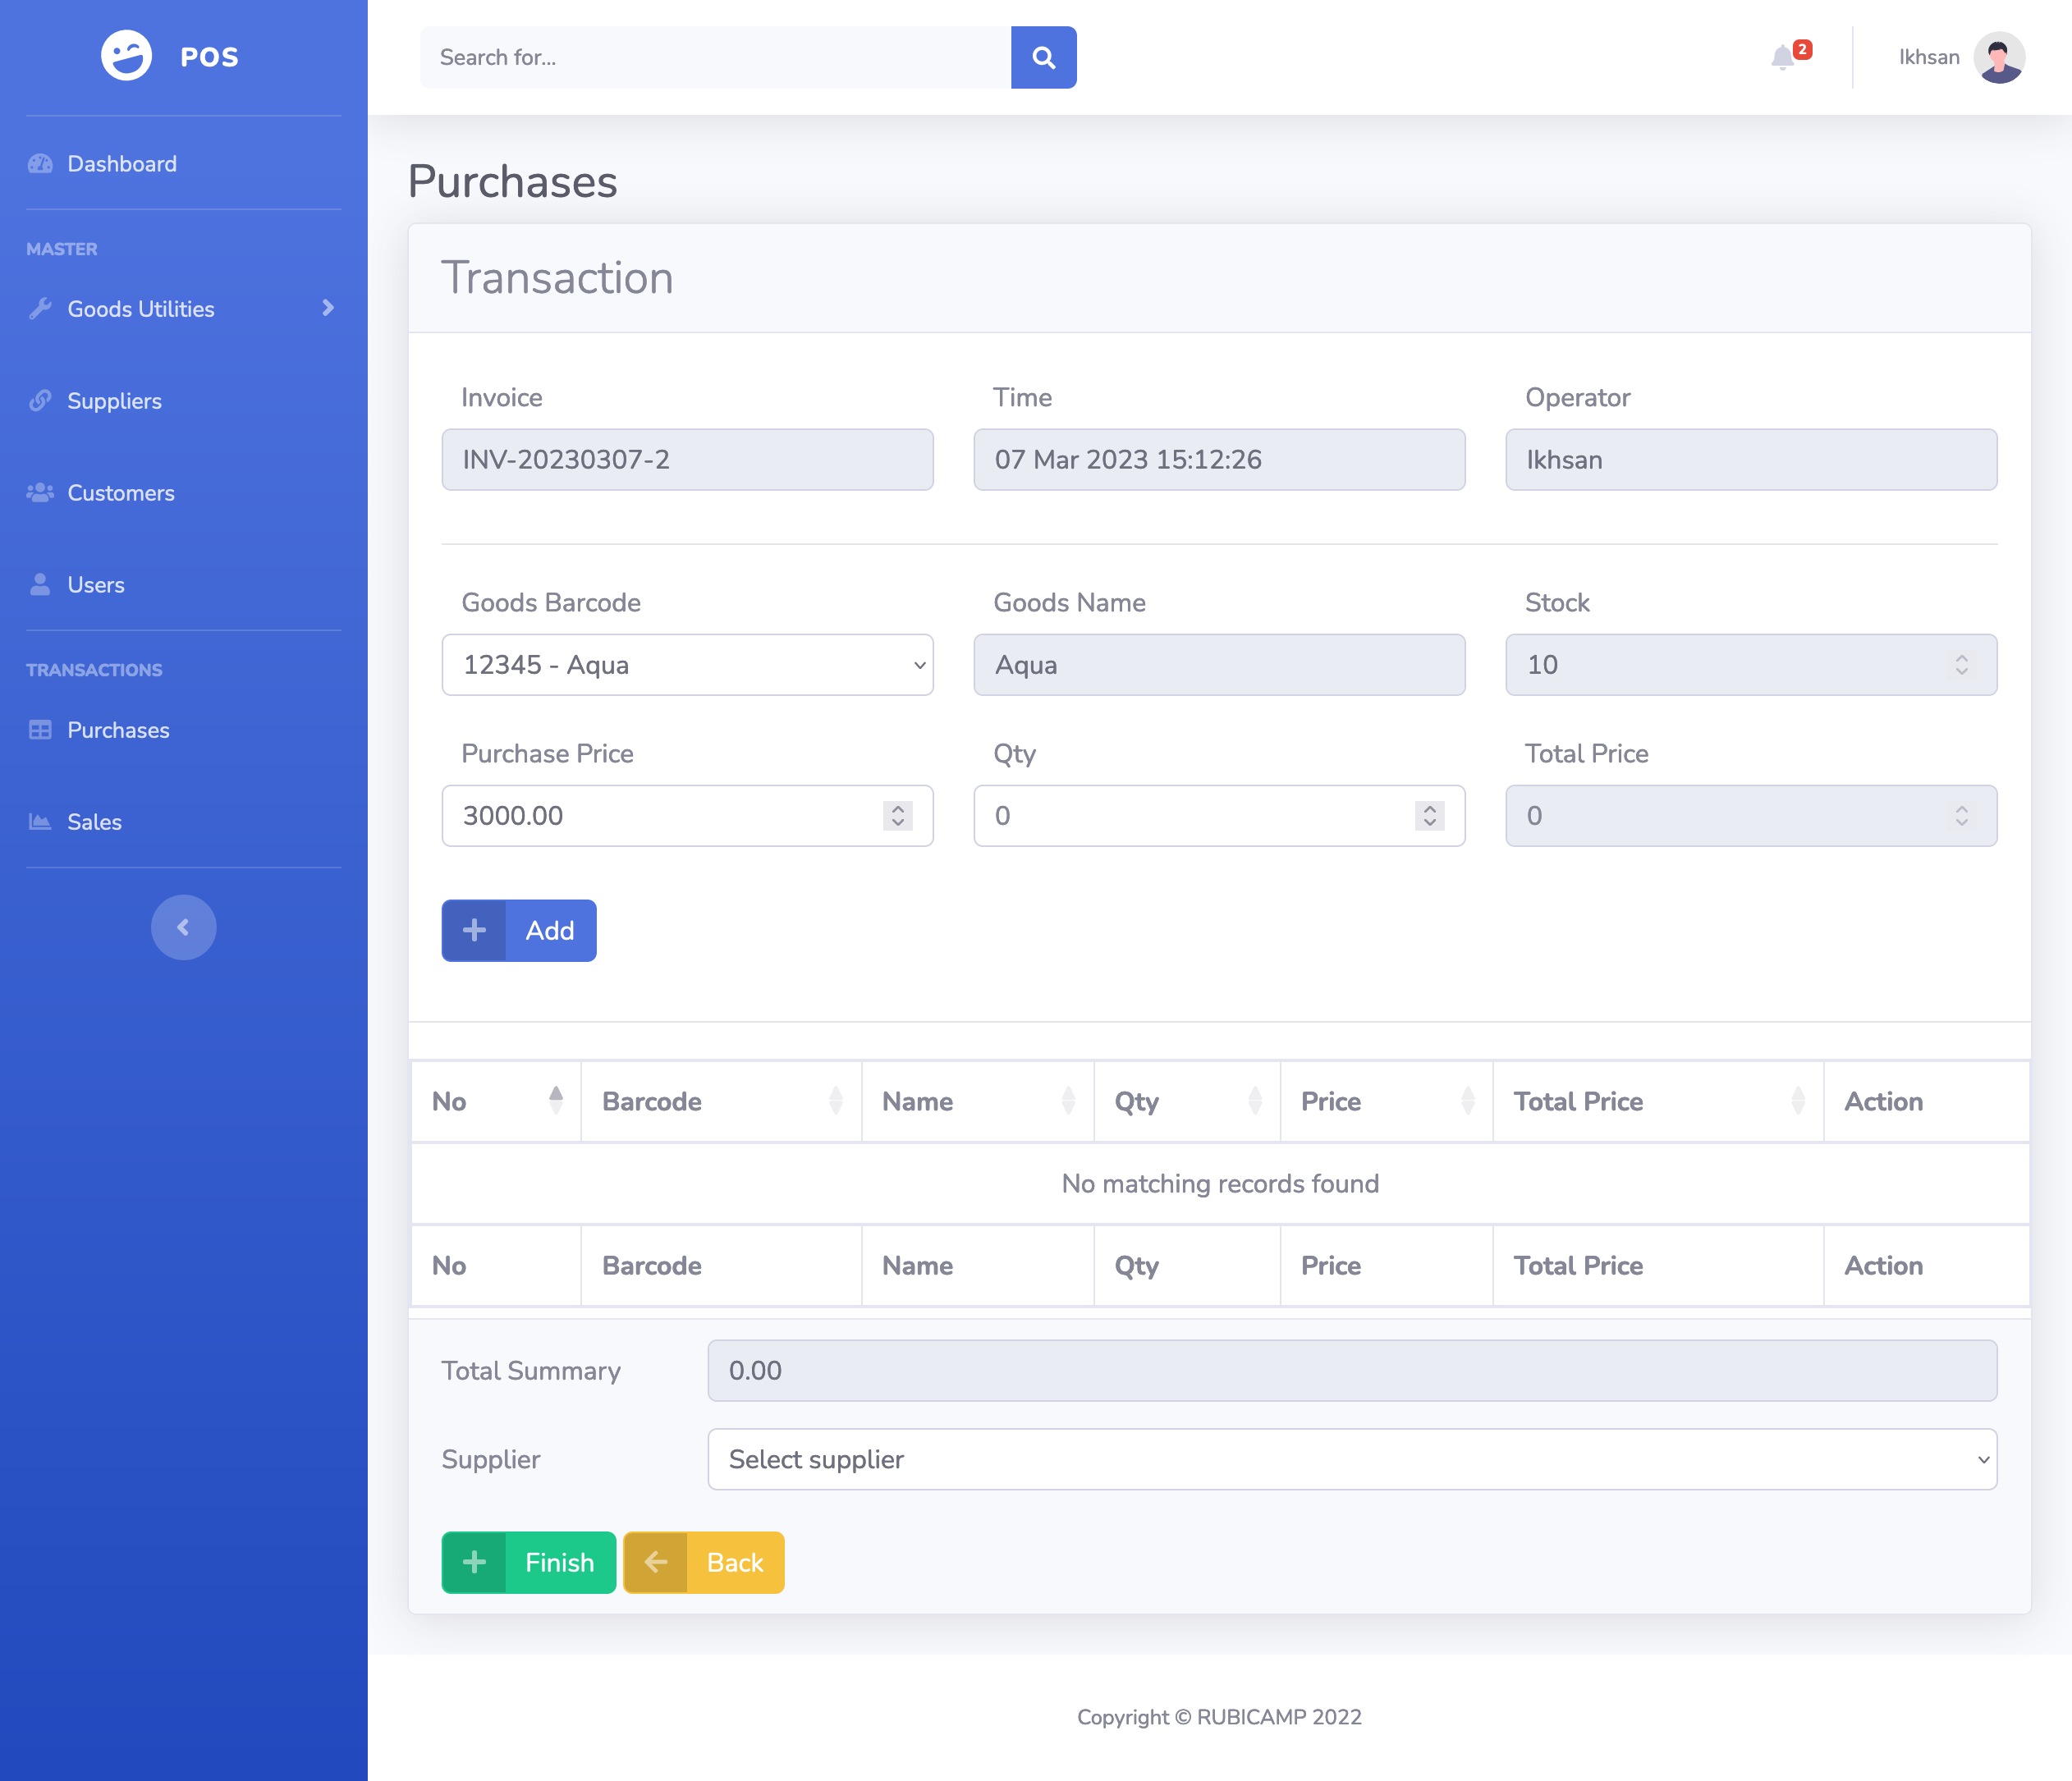 POS
Search for...
2
Ikhsan
Dashboard
MASTER
Goods Utilities
Suppliers
Customers
Users
TRANSACTIONS
Purchases
Sales
Purchases
Transaction
Invoice Time Operator
INV-20230307-2 07 Mar 2023 15:12:26 Ikhsan
Goods Barcode Goods Name Stock
12345 - Aqua Aqua 10
Purchase Price Qty Total Price
3000.00 0 0
Add
No Barcode Name Qty Price Total Price Action
No matching records found
No Barcode Name Qty Price Total Price Action
Total Summary 0.00
Supplier Select supplier
Finish Back
Copyright © RUBICAMP 2022